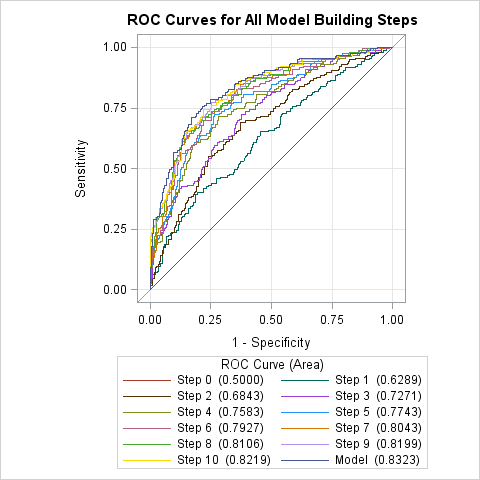 ROC Curves for All Model Building Steps
1.00
0.75
0.50
0.25
0.00
Sensitivity
0.00 0.25 0.50 0.75 1.00
1 - Specificity
ROC Curve (Area)
Step 0 (0.5000) Step 1 (0.6289)
Step 2 (0.6843) Step 3 (0.7271)
Step 4 (0.7583) Step 5 (0.7743)
Step 6 (0.7927) Step 7 (0.8043)
Step 8 (0.8106) Step 9 (0.8199)
Step 10 (0.8219) Model (0.8323)